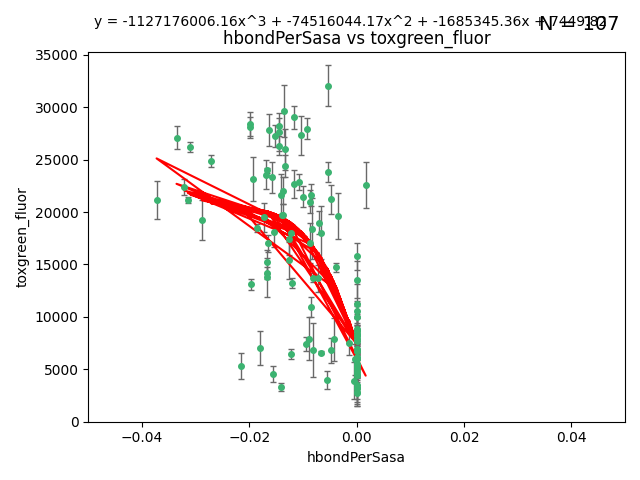 y = -1127176006.16x^3 + -74516044.17x^2 + -1685345.36x + 7449.82
N = 107
hbondPerSasa vs toxgreen_fluor
35000
30000
25000
20000
15000
10000
5000
0
toxgreen_fluor
−0.04
−0.02
0.00
0.02
0.04
hbondPerSasa